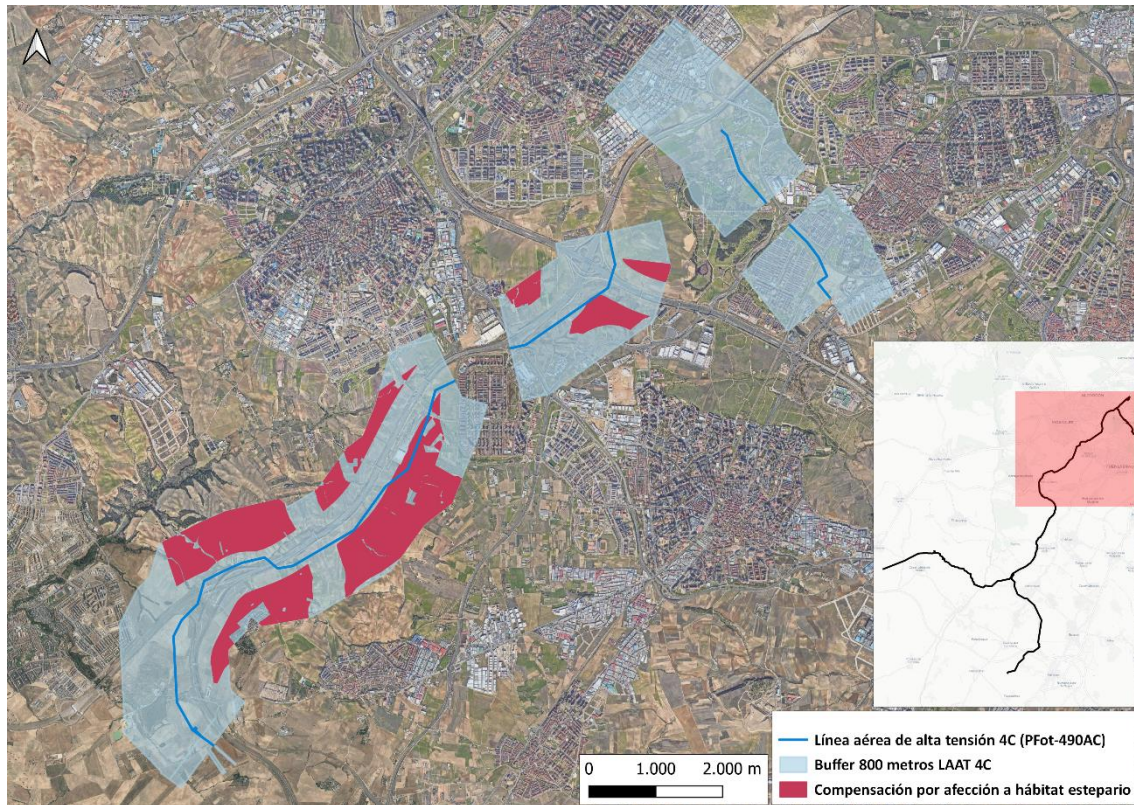 0
1.000
2.000 m
Línea aérea de alta tensión 4C (PFot-490AC)
Buffer 800 metros LAAT 4C
Compensación por afección a hábitat estepario